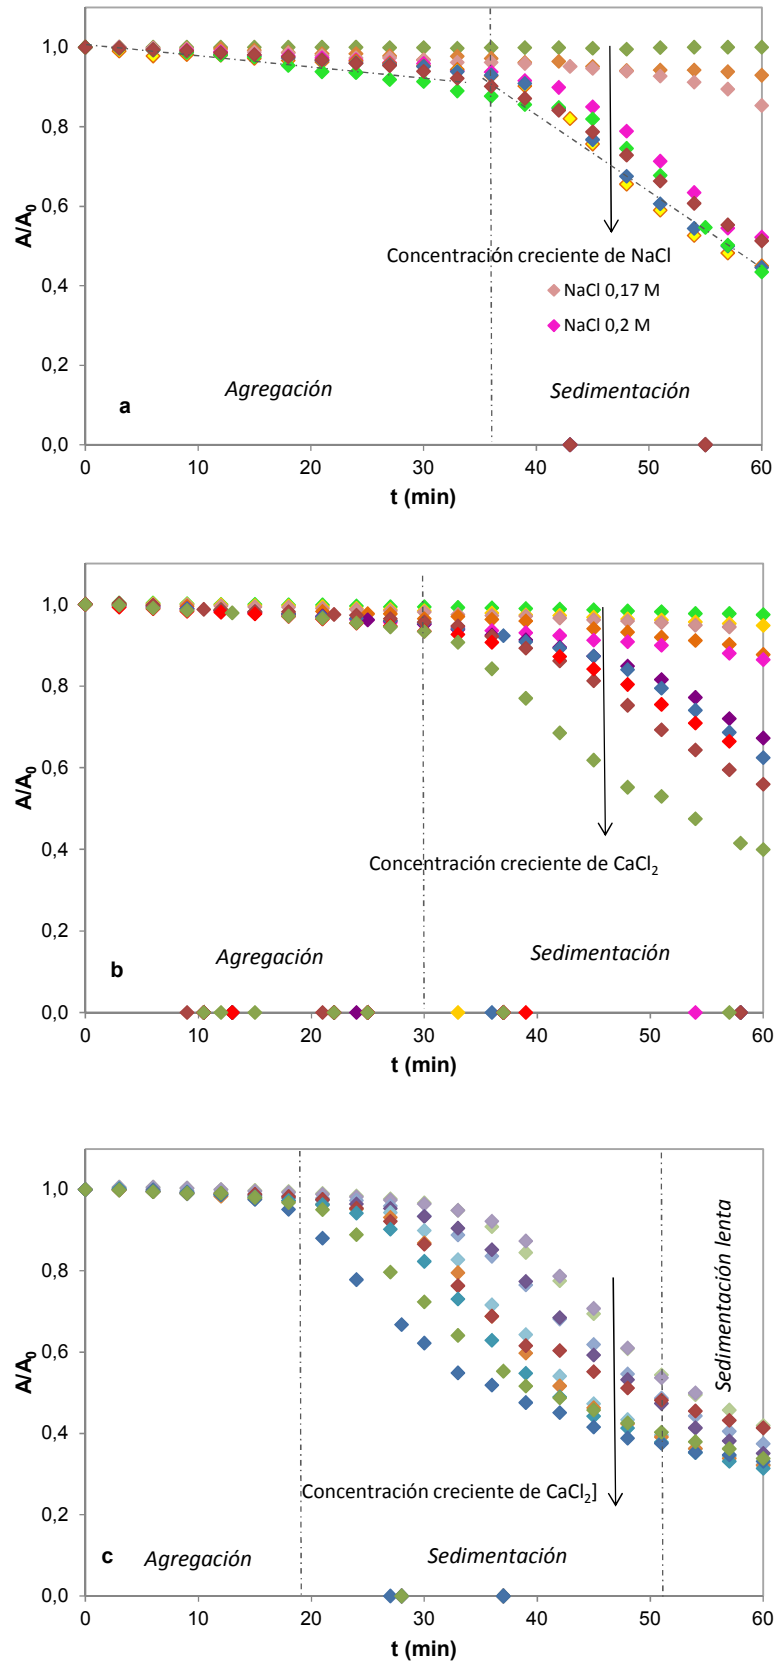 1,0
0,8
0,6
0,4
0,2
0,0
A/A0
Concentración creciente de NaCl
NaCl 0,17 M
NaCl 0,2 M
Agregación
Sedimentación
a
0 10 20 30 40 50 60
t (min)
1,0
0,8
0,6
0,4
0,2
0,0
A/A0
Concentración creciente de CaCl2
Agregación
Sedimentación
b
0 10 20 30 40 50 60
t (min)
1,0
0,8
0,6
0,4
0,2
0,0
A/A0
Sedimentación lenta
Concentración creciente de CaCl2]
c
Agregación
Sedimentación
0 10 20 30 40 50 60
t (min)